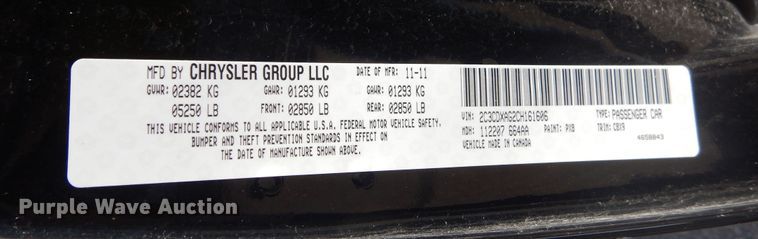 MFD BY CHRYSLER GROUP LLC DATE OF MFR: 11-11
GVWR: 02382 KG GAWR: 01293 KG GAWR: 01293 KG
05250 LB FRONT: 02850 LB REAR: 02850 LB
THIS VEHICLE CONFORMS TO ALL APPLICABLE U.S.A. FEDERAL MOTOR VEHICLE SAFETY,
BUMPER AND THEFT PREVENTION STANDARDS IN EFFECT ON
THE DATE OF MANUFACTURE SHOWN ABOVE.
VIN: 2C3CDXAG2CH161606 TYPE: PASSENGER CAR
MDH: 112207 664AA PAINT: PX8 TRIM: CBX9
VEHICLE MADE IN CANADA 4658843
Purple Wave Auction